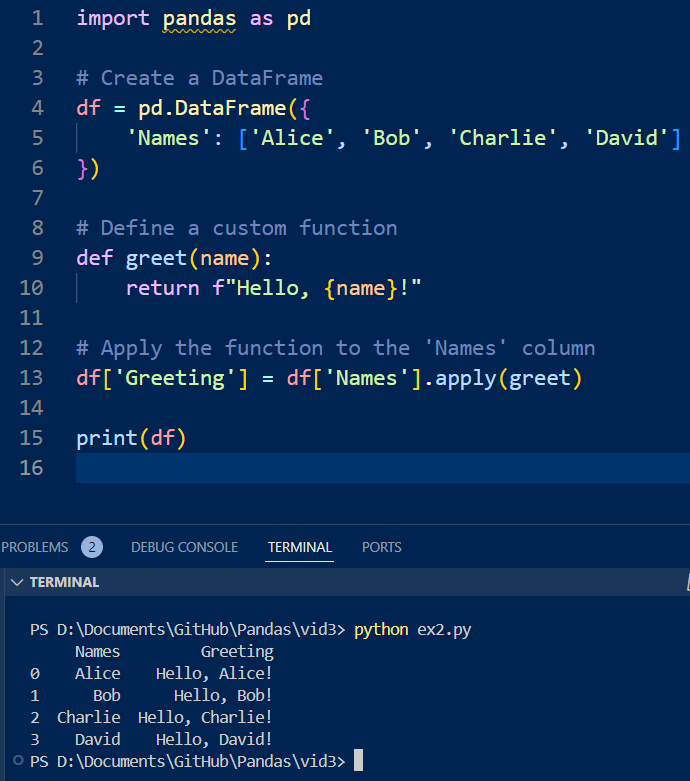 1 import pandas as pd
2
3 # Create a DataFrame
4 df = pd.DataFrame({
5     'Names': ['Alice', 'Bob', 'Charlie', 'David']
6 })
7
8 # Define a custom function
9 def greet(name):
10     return f"Hello, {name}!"
11
12 # Apply the function to the 'Names' column
13 df['Greeting'] = df['Names'].apply(greet)
14
15 print(df)
16
PROBLEMS 2 DEBUG CONSOLE TERMINAL PORTS
TERMINAL
PS D:\Documents\GitHub\Pandas\vid3> python ex2.py
     Names         Greeting
0    Alice    Hello, Alice!
1      Bob      Hello, Bob!
2  Charlie  Hello, Charlie!
3    David    Hello, David!
PS D:\Documents\GitHub\Pandas\vid3>